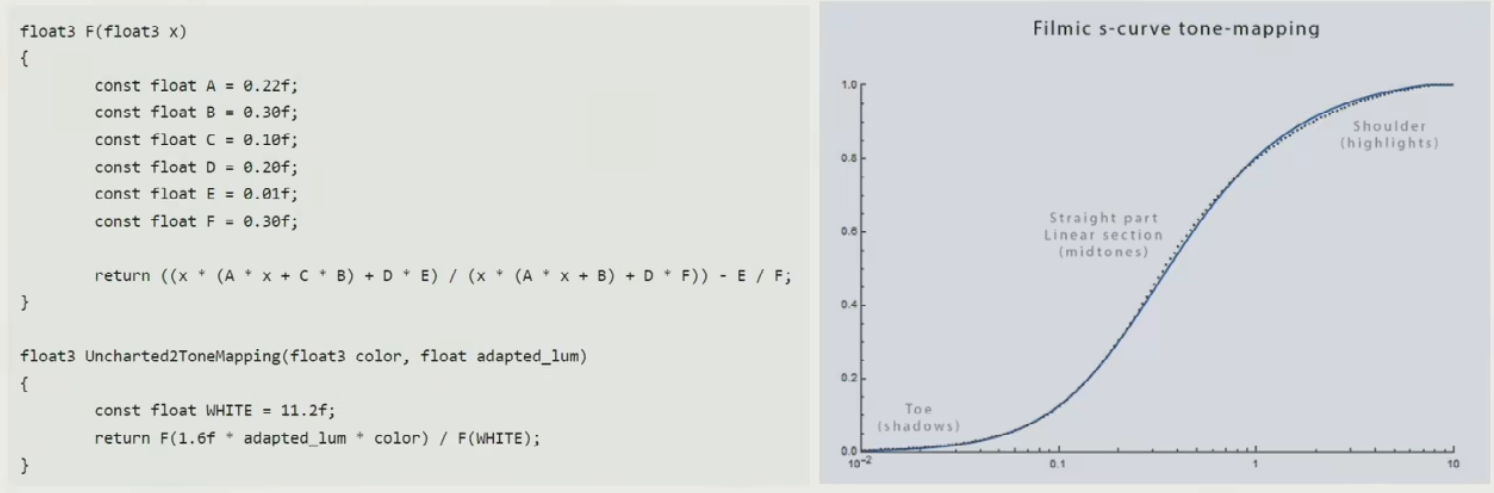 float3 F(float3 x)
{
const float A = 0.22f;
const float B = 0.30f;
const float C = 0.10f;
const float D = 0.20f;
const float E = 0.01f;
const float F = 0.30f;
return ((x * (A * x + C * B) + D * E) / (x * (A * x + B) + D * F)) - E / F;
}
float3 Uncharted2ToneMapping(float3 color, float adapted_lum)
{
const float WHITE = 11.2f;
return F(1.6f * adapted_lum * color) / F(WHITE);
}
Filmic s-curve tone-mapping
1.0
Shoulder
(highlights)
0.8
Straight part
0.6
Linear section
(midtones)
0.4
0.2
Toe
(shadows)
0.0
10-2
0.1
1
10